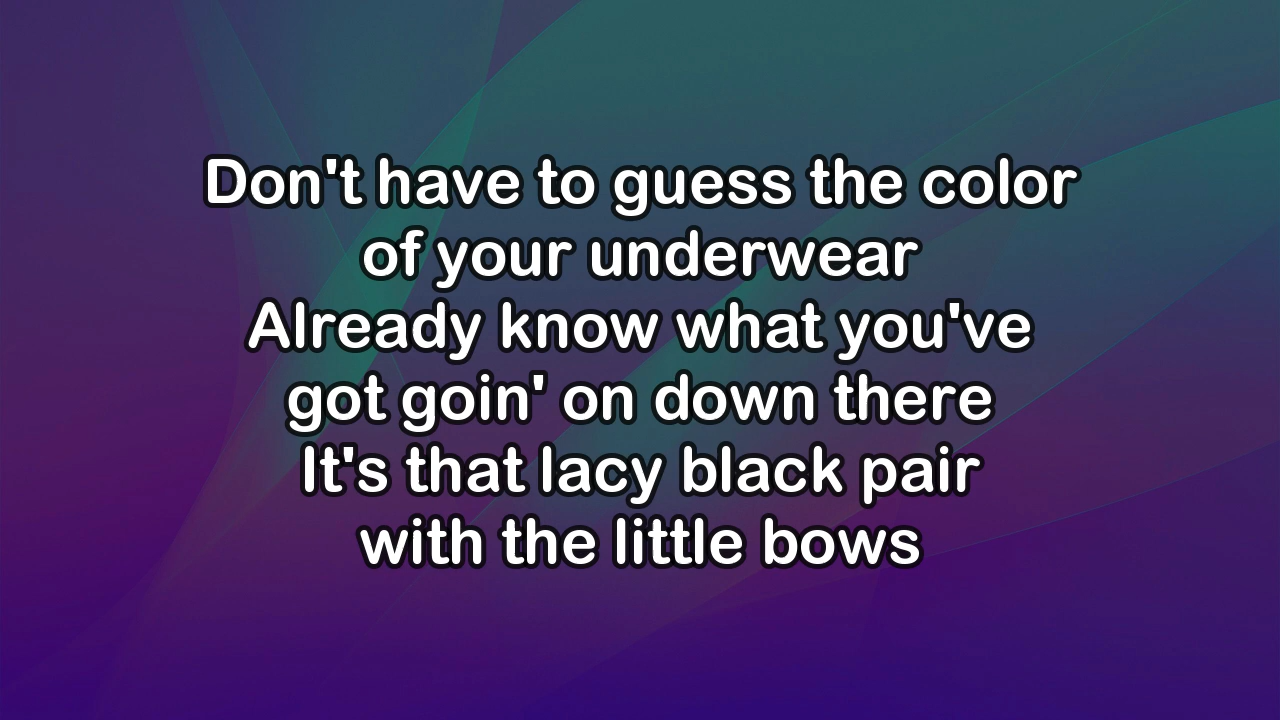 Don't have to guess the color
of your underwear
Already know what you've
got goin' on down there
It's that lacy black pair
with the little bows